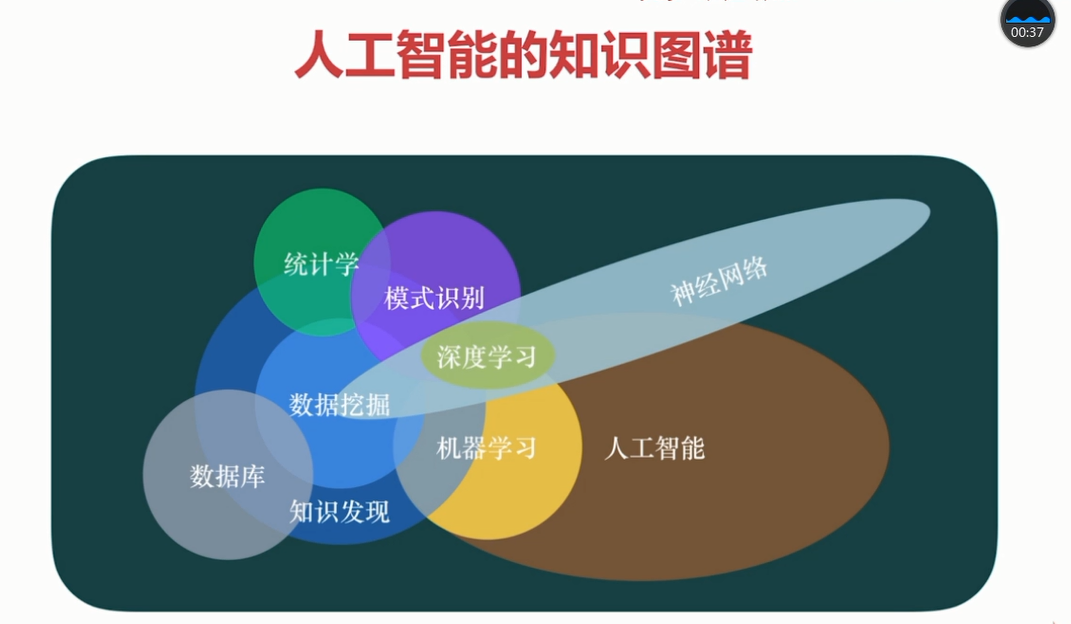 00:37
人工智能的知识图谱
统计学
模式识别
神经网络
深度学习
数据挖掘
机器学习
人工智能
数据库
知识发现